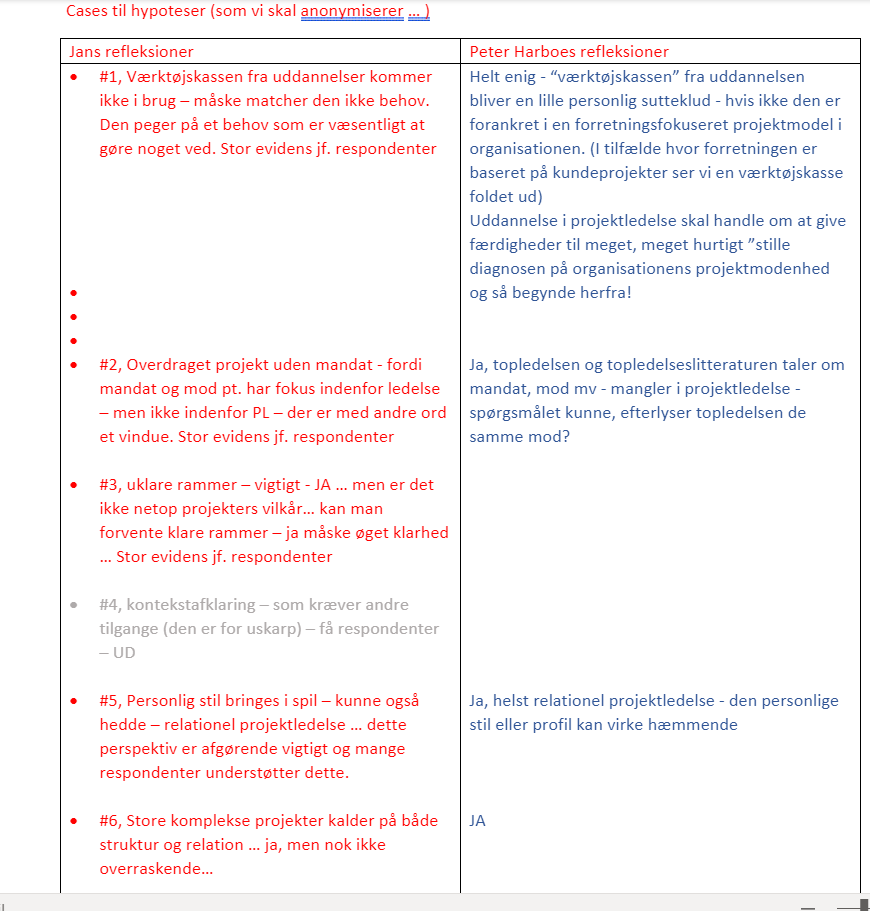 Cases til hypoteser (som vi skal anonymiserer … )
Jans refleksioner
#1, Værktøjskassen fra uddannelser kommer
ikke i brug – måske matcher den ikke behov.
Den peger på et behov som er væsentligt at
gøre noget ved. Stor evidens jf. respondenter
#2, Overdraget projekt uden mandat - fordi
mandat og mod pt. har fokus indenfor ledelse
– men ikke indenfor PL – der er med andre ord
et vindue. Stor evidens jf. respondenter
#3, uklare rammer – vigtigt - JA … men er det
ikke netop projekters vilkår… kan man
forvente klare rammer – ja måske øget klarhed
… Stor evidens jf. respondenter
#4, kontekstafklaring – som kræver andre
tilgange (den er for uskarp) – få respondenter
– UD
#5, Personlig stil bringes i spil – kunne også
hedde – relationel projektledelse … dette
perspektiv er afgørende vigtigt og mange
respondenter understøtter dette.
#6, Store komplekse projekter kalder på både
struktur og relation … ja, men nok ikke
overraskende…
Peter Harboes refleksioner
Helt enig - “værktøjskassen” fra uddannelsen
bliver en lille personlig sutteklud - hvis ikke den er
forankret i en forretningsfokuseret projektmodel i
organisationen. (I tilfælde hvor forretningen er
baseret på kundeprojekter ser vi en værktøjskasse
foldet ud)
Uddannelse i projektledelse skal handle om at give
færdigheder til meget, meget hurtigt ”stille
diagnosen på organisationens projektmodenhed
og så begynde herfra!
Ja, topledelsen og topledelseslitteraturen taler om
mandat, mod mv - mangler i projektledelse -
spørgsmålet kunne, efterlyser topledelsen de
samme mod?
Ja, helst relationel projektledelse - den personlige
stil eller profil kan virke hæmmende
JA